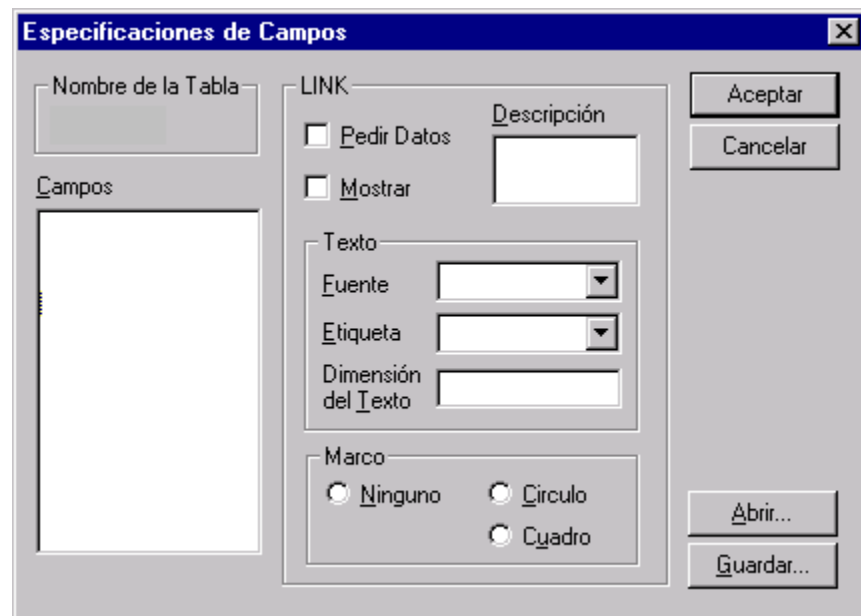 Especificaciones de Campos
Nombre de la Tabla
Campos
LINK
Pedir Datos
Mostrar
Descripción
Texto
Fuente
Etiqueta
Dimensión
del Texto
Marco
Ninguno
Circulo
Cuadro
Aceptar
Cancelar
Abrir...
Guardar...